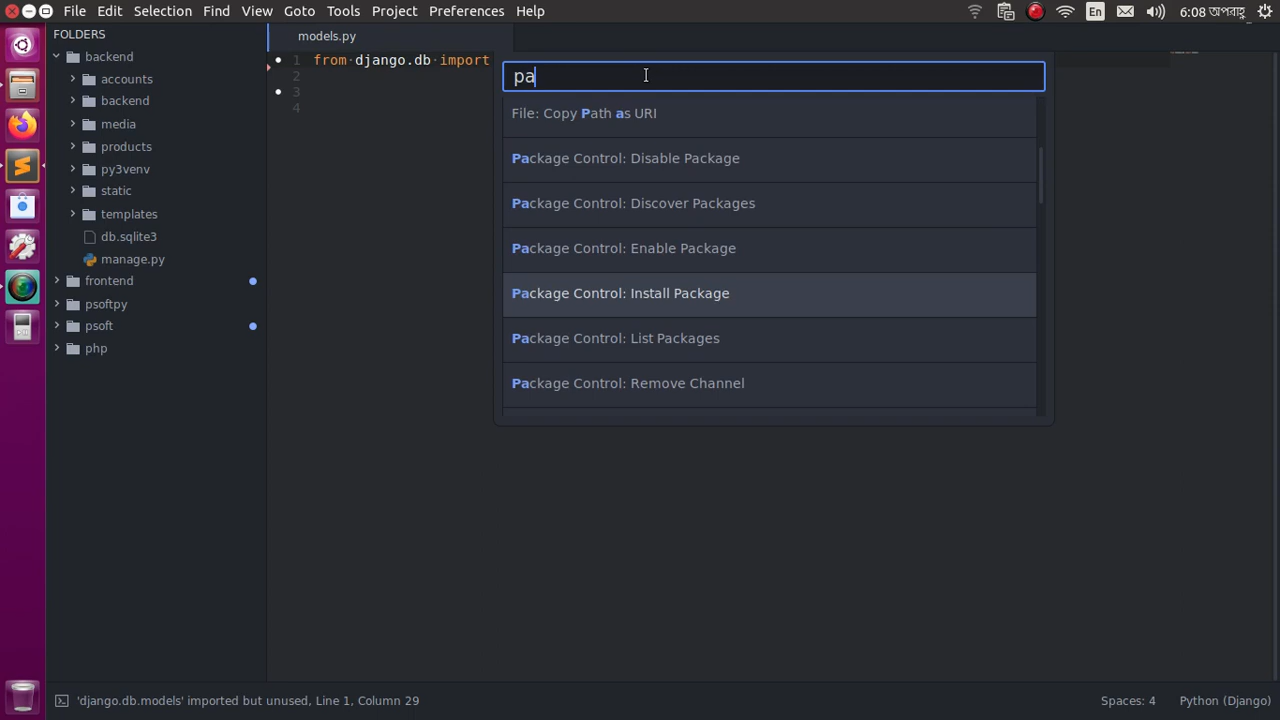 File Edit Selection Find View Goto Tools Project Preferences Help
En 6:08 অপরাহ্ণ
FOLDERS
backend
accounts
backend
media
products
py3venv
static
templates
db.sqlite3
manage.py
frontend
psoftpy
psoft
php
models.py
1 from django.db import
2
3
4
pa
File: Copy Path as URI
Package Control: Disable Package
Package Control: Discover Packages
Package Control: Enable Package
Package Control: Install Package
Package Control: List Packages
Package Control: Remove Channel
'django.db.models' imported but unused, Line 1, Column 29
Spaces: 4 Python (Django)